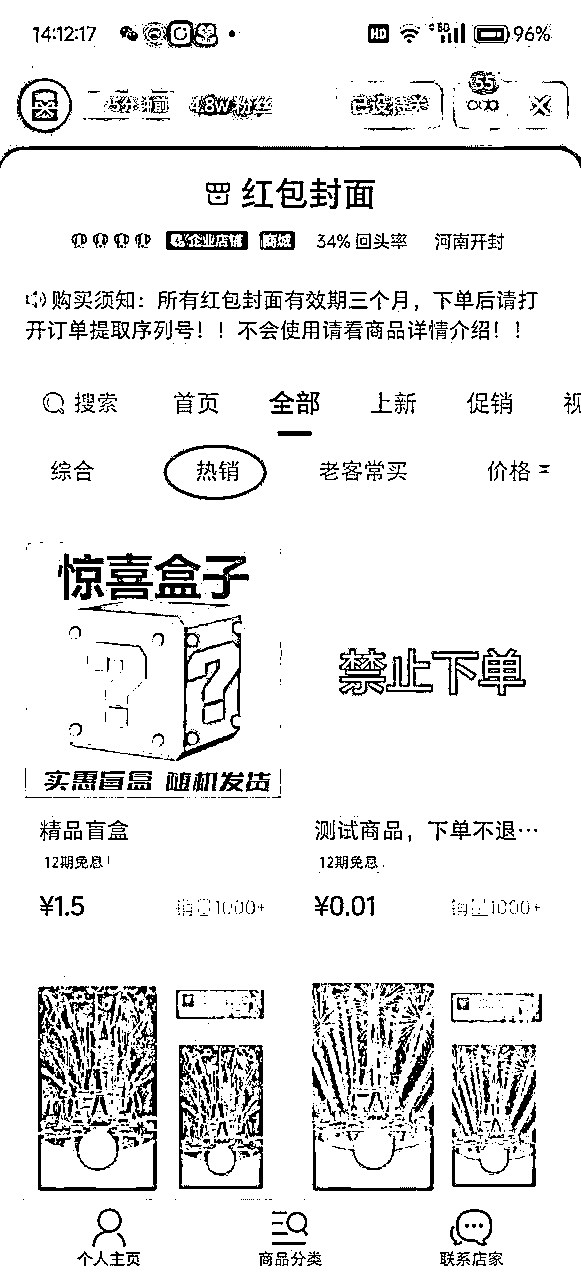 14:12:17
HD 96%
4.8W 粉丝
红包封面
企业店铺 商城 34% 回头率 河南开封
购买须知：所有红包封面有效期三个月，下单后请打
开订单提取序列号！！不会使用请看商品详情介绍！！
搜索 首页 全部 上新 促销 视
综合 热销 老客常买 价格
惊喜盒子
禁止下单
实惠盲盒 随机发货
精品盲盒 测试商品，下单不退…
12期免息 12期免息
¥1.5 销量1000+ ¥0.01 销量1000+
个人主页 商品分类 联系店家